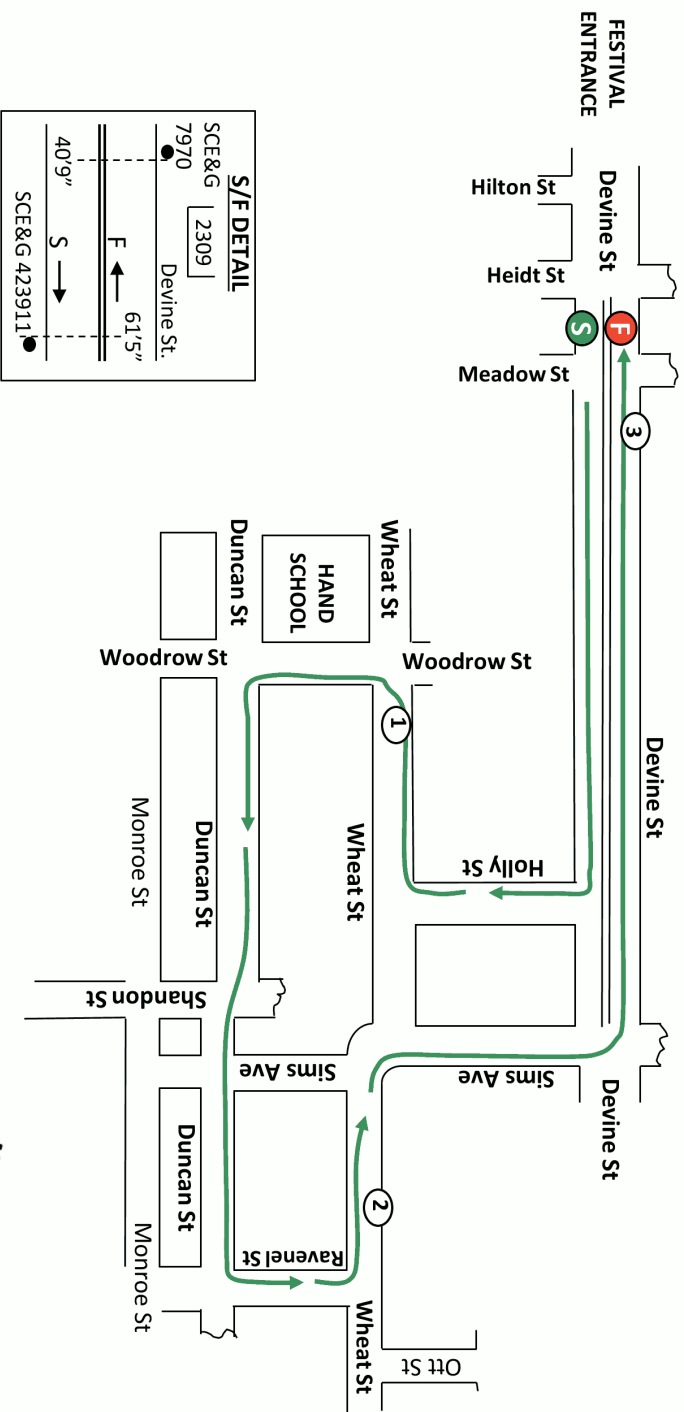 FESTIVAL
ENTRANCE
Devine St
Hilton St
Heidt St
F
S
Meadow St
3
Devine St
Devine St
Holly St
Wheat St
HAND
SCHOOL
Duncan St
Woodrow St
Woodrow St
1
Wheat St
Duncan St
Monroe St
Shandon St
Sims Ave
Sims Ave
2
Duncan St
Monroe St
Ravenel St
Wheat St
Ott St
S/F DETAIL
SCE&G
7970
2309
Devine St.
F
61'5"
40'9"
S
SCE&G 423911